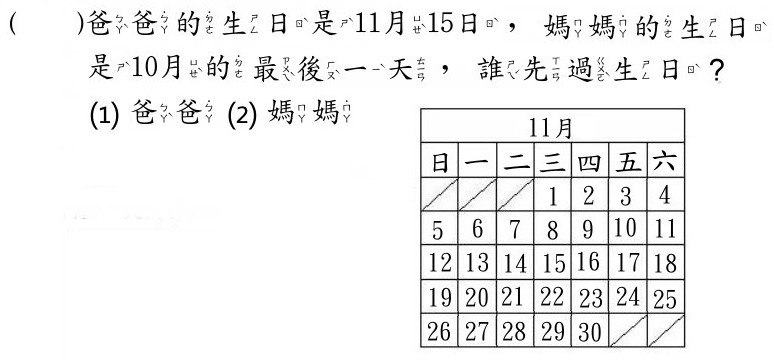 (　　)爸爸的生日是11月15日，媽媽的生日
是10月的最後一天，誰先過生日？
(1) 爸爸 (2) 媽媽
11月
日 一 二 三 四 五 六
1 2 3 4
5 6 7 8 9 10 11
12 13 14 15 16 17 18
19 20 21 22 23 24 25
26 27 28 29 30